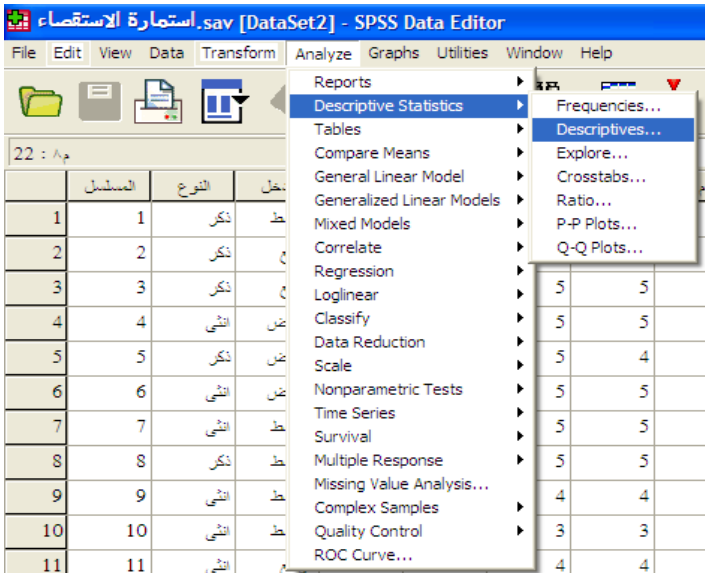 استمارة الاستقصاء.sav [DataSet2] - SPSS Data Editor
File Edit View Data Transform Analyze Graphs Utilities Window Help
Reports
Descriptive Statistics
Tables
Compare Means
General Linear Model
Generalized Linear Models
Mixed Models
Correlate
Regression
Loglinear
Classify
Data Reduction
Scale
Nonparametric Tests
Time Series
Survival
Multiple Response
Missing Value Analysis...
Complex Samples
Quality Control
ROC Curve...
Frequencies...
Descriptives...
Explore...
Crosstabs...
Ratio...
P-P Plots...
Q-Q Plots...
22 : م٨
المسلسل النوع
1 1 ذكر
2 2 ذكر
3 3 ذكر 5 5
4 4 انثى 5 5
5 5 ذكر 5 4
6 6 انثى 5 5
7 7 انثى 5 5
8 8 ذكر 5 5
9 9 انثى 4 4
10 10 انثى 3 3
11 11 انثى 4 4